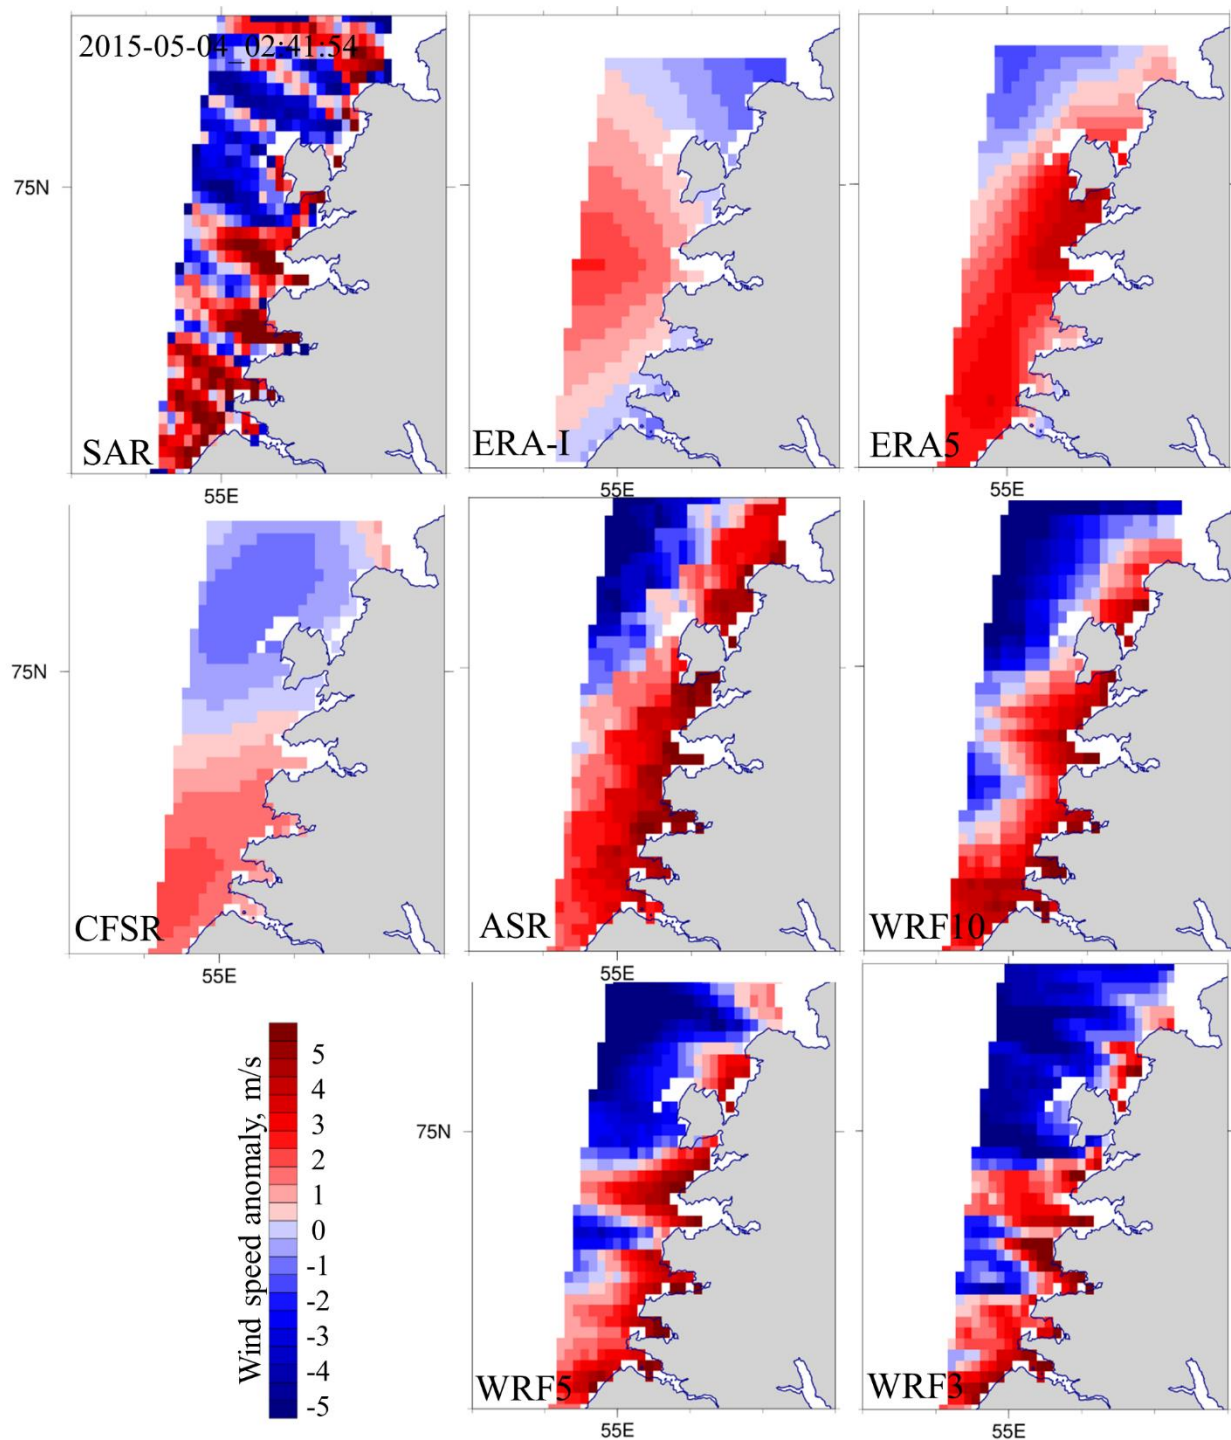 2015-05-04_02:41:54
75N
SAR
ERA-I
ERA5
55E
55E
55E
75N
CFSR
ASR
WRF10
55E
55E
55E
Wind speed anomaly, m/s
5
4
3
2
1
0
-1
-2
-3
-4
-5
75N
WRF5
WRF3
55E
55E